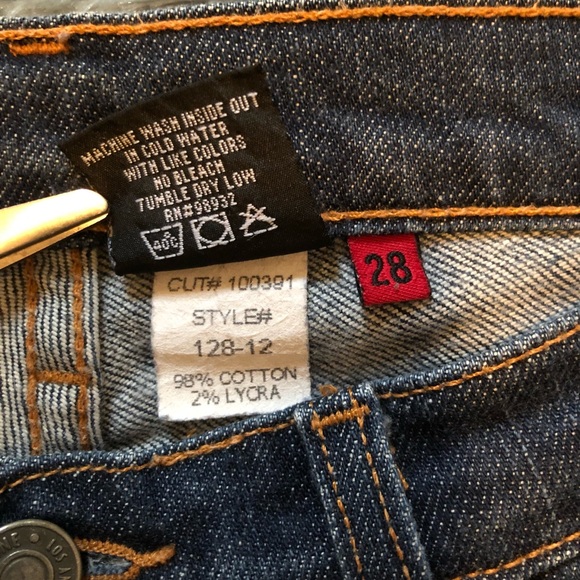 MACHINE WASH INSIDE OUT
IN COLD WATER
WITH LIKE COLORS
NO BLEACH
TUMBLE DRY LOW
RN#98932
40°C
28
CUT# 100391
STYLE#
128-12
98% COTTON
2% LYCRA
LOS